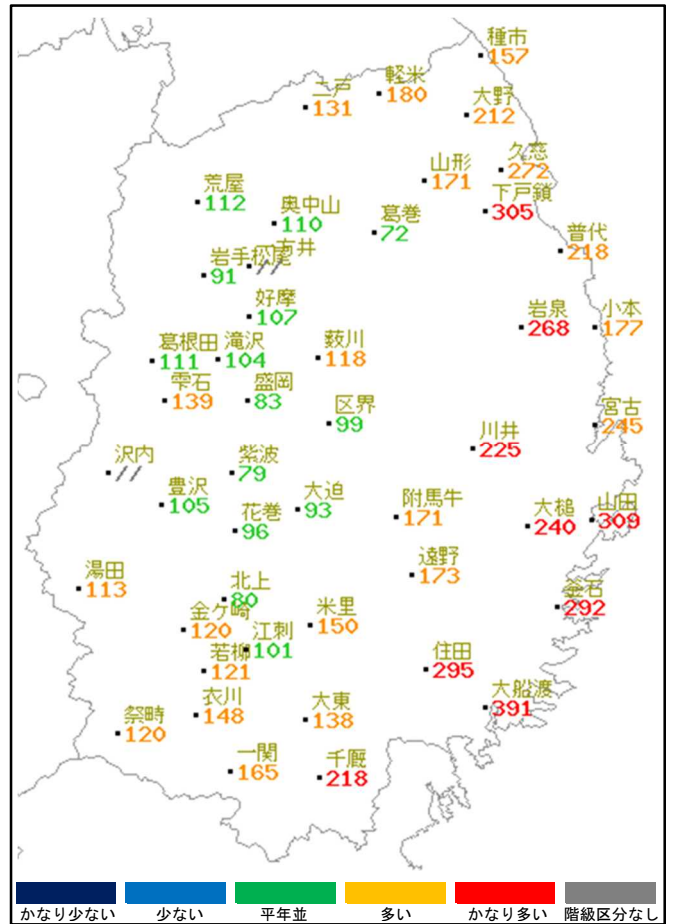 種市
157
軽米
180
二戸
131
大野
212
久慈
272
山形
171
下戸鎖
305
荒屋
112
奥中山
110
葛巻
72
普代
218
岩手松尾
91
//
好摩
107
岩泉
268
小本
177
葛根田
111
滝沢
104
薮川
118
雫石
139
盛岡
83
区界
99
宮古
245
川井
225
沢内
//
紫波
79
豊沢
105
大迫
93
花巻
96
附馬牛
171
大槌
240
山田
309
遠野
173
湯田
113
北上
80
釜石
292
金ケ崎
120
米里
150
江刺
101
若柳
121
住田
295
衣川
148
大東
138
大船渡
391
祭畤
120
一関
165
千厩
218
かなり少ない 少ない 平年並 多い かなり多い 階級区分なし